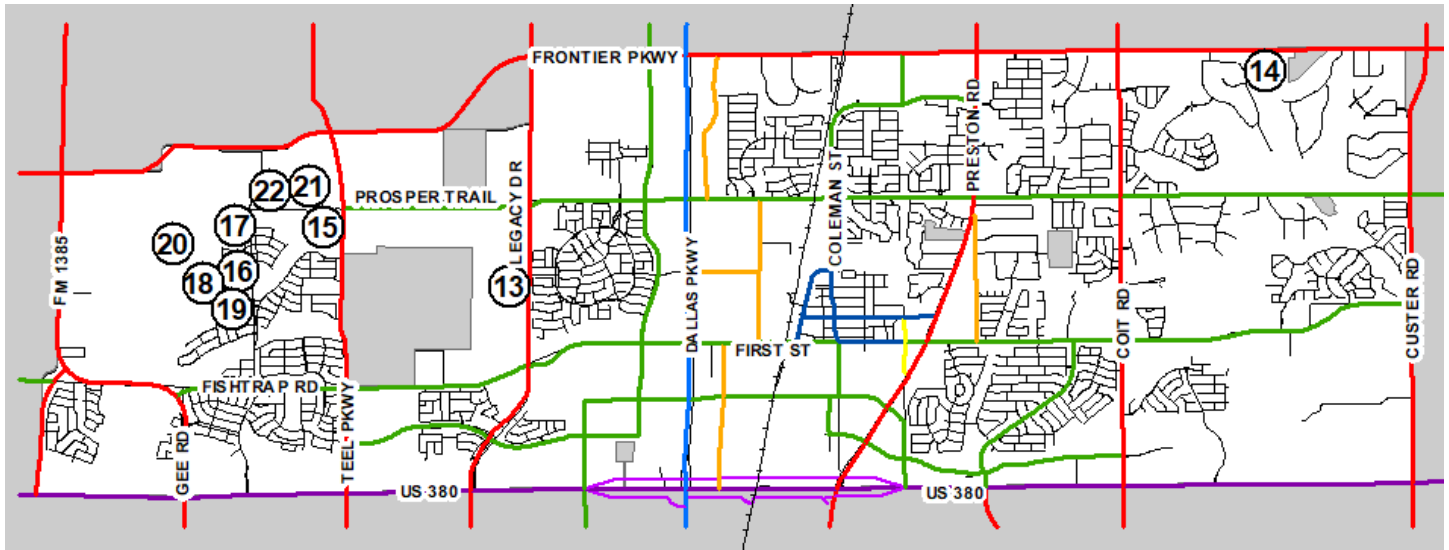 FRONTIER PKWY
14
PRESTON RD
22
21
PROSPER TRAIL
LEGACY DR
COLEMAN ST
17
15
20
FM 1385
DALLAS PKWY
16
18
13
19
COIT RD
CUSTER RD
FIRST ST
FISHTRAP RD
TEEL PKWY
GEE RD
US 380
US 380